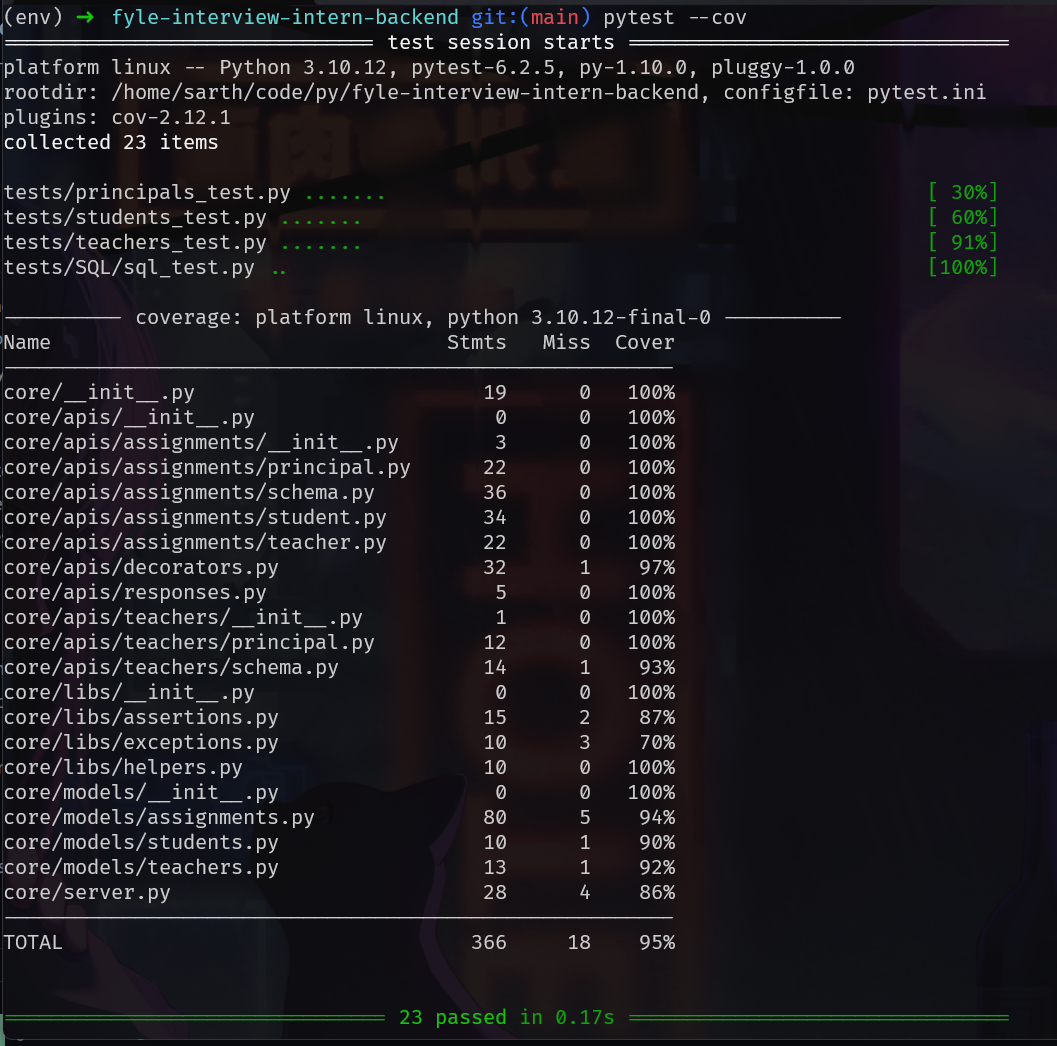 (env) → fyle-interview-intern-backend git:(main) pytest --cov
============================== test session starts ===============================
platform linux -- Python 3.10.12, pytest-6.2.5, py-1.10.0, pluggy-1.0.0
rootdir: /home/sarth/code/py/fyle-interview-intern-backend, configfile: pytest.ini
plugins: cov-2.12.1
collected 23 items
tests/principals_test.py ....... [ 30%]
tests/students_test.py ....... [ 60%]
tests/teachers_test.py ....... [ 91%]
tests/SQL/sql_test.py .. [100%]
---------- coverage: platform linux, python 3.10.12-final-0 ----------
Name Stmts Miss Cover
--------------------------------------------------------
core/__init__.py 19 0 100%
core/apis/__init__.py 0 0 100%
core/apis/assignments/__init__.py 3 0 100%
core/apis/assignments/principal.py 22 0 100%
core/apis/assignments/schema.py 36 0 100%
core/apis/assignments/student.py 34 0 100%
core/apis/assignments/teacher.py 22 0 100%
core/apis/decorators.py 32 1 97%
core/apis/responses.py 5 0 100%
core/apis/teachers/__init__.py 1 0 100%
core/apis/teachers/principal.py 12 0 100%
core/apis/teachers/schema.py 14 1 93%
core/libs/__init__.py 0 0 100%
core/libs/assertions.py 15 2 87%
core/libs/exceptions.py 10 3 70%
core/libs/helpers.py 10 0 100%
core/models/__init__.py 0 0 100%
core/models/assignments.py 80 5 94%
core/models/students.py 10 1 90%
core/models/teachers.py 13 1 92%
core/server.py 28 4 86%
--------------------------------------------------------
TOTAL 366 18 95%
=============================== 23 passed in 0.17s ================================